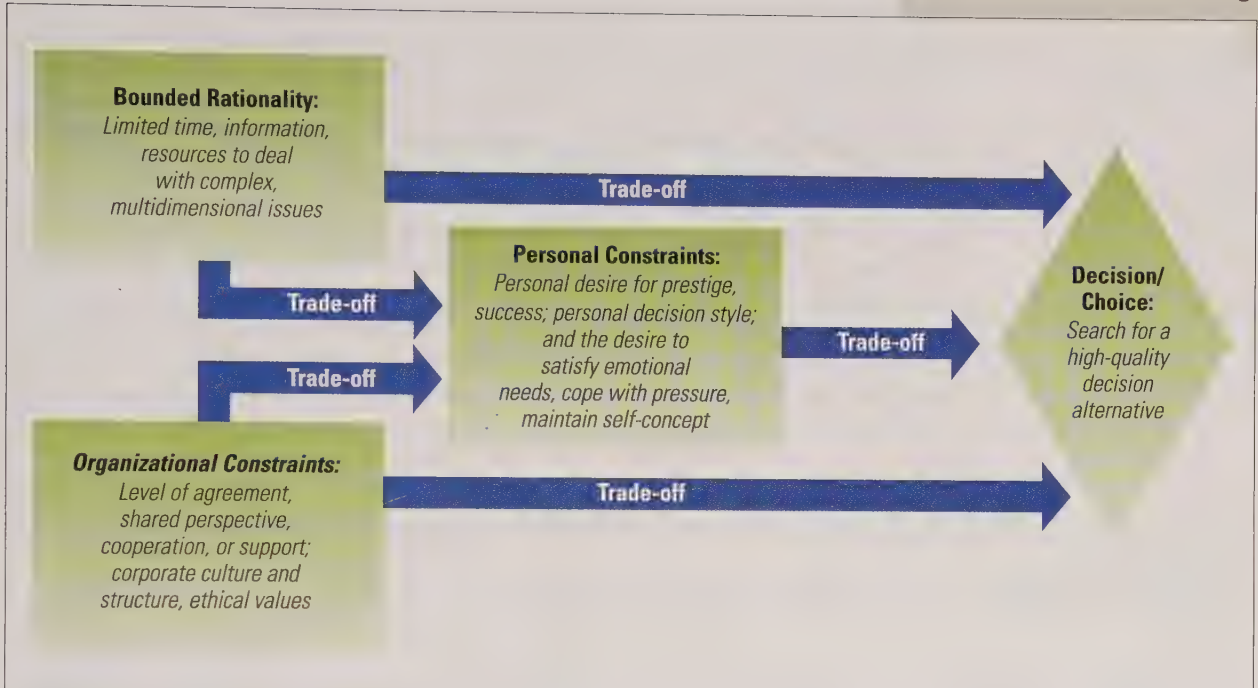 Bounded Rationality:
Limited time, information,
resources to deal
with complex,
multidimensional issues
Trade-off
Trade-off
Personal Constraints:
Personal desire for prestige,
success; personal decision style;
and the desire to
satisfy emotional
needs, cope with pressure,
maintain self-concept
Trade-off
Trade-off
Decision/
Choice:
Search for a
high-quality
decision
alternative
Organizational Constraints:
Level of agreement,
shared perspective,
cooperation, or support;
corporate culture and
structure, ethical values
Trade-off